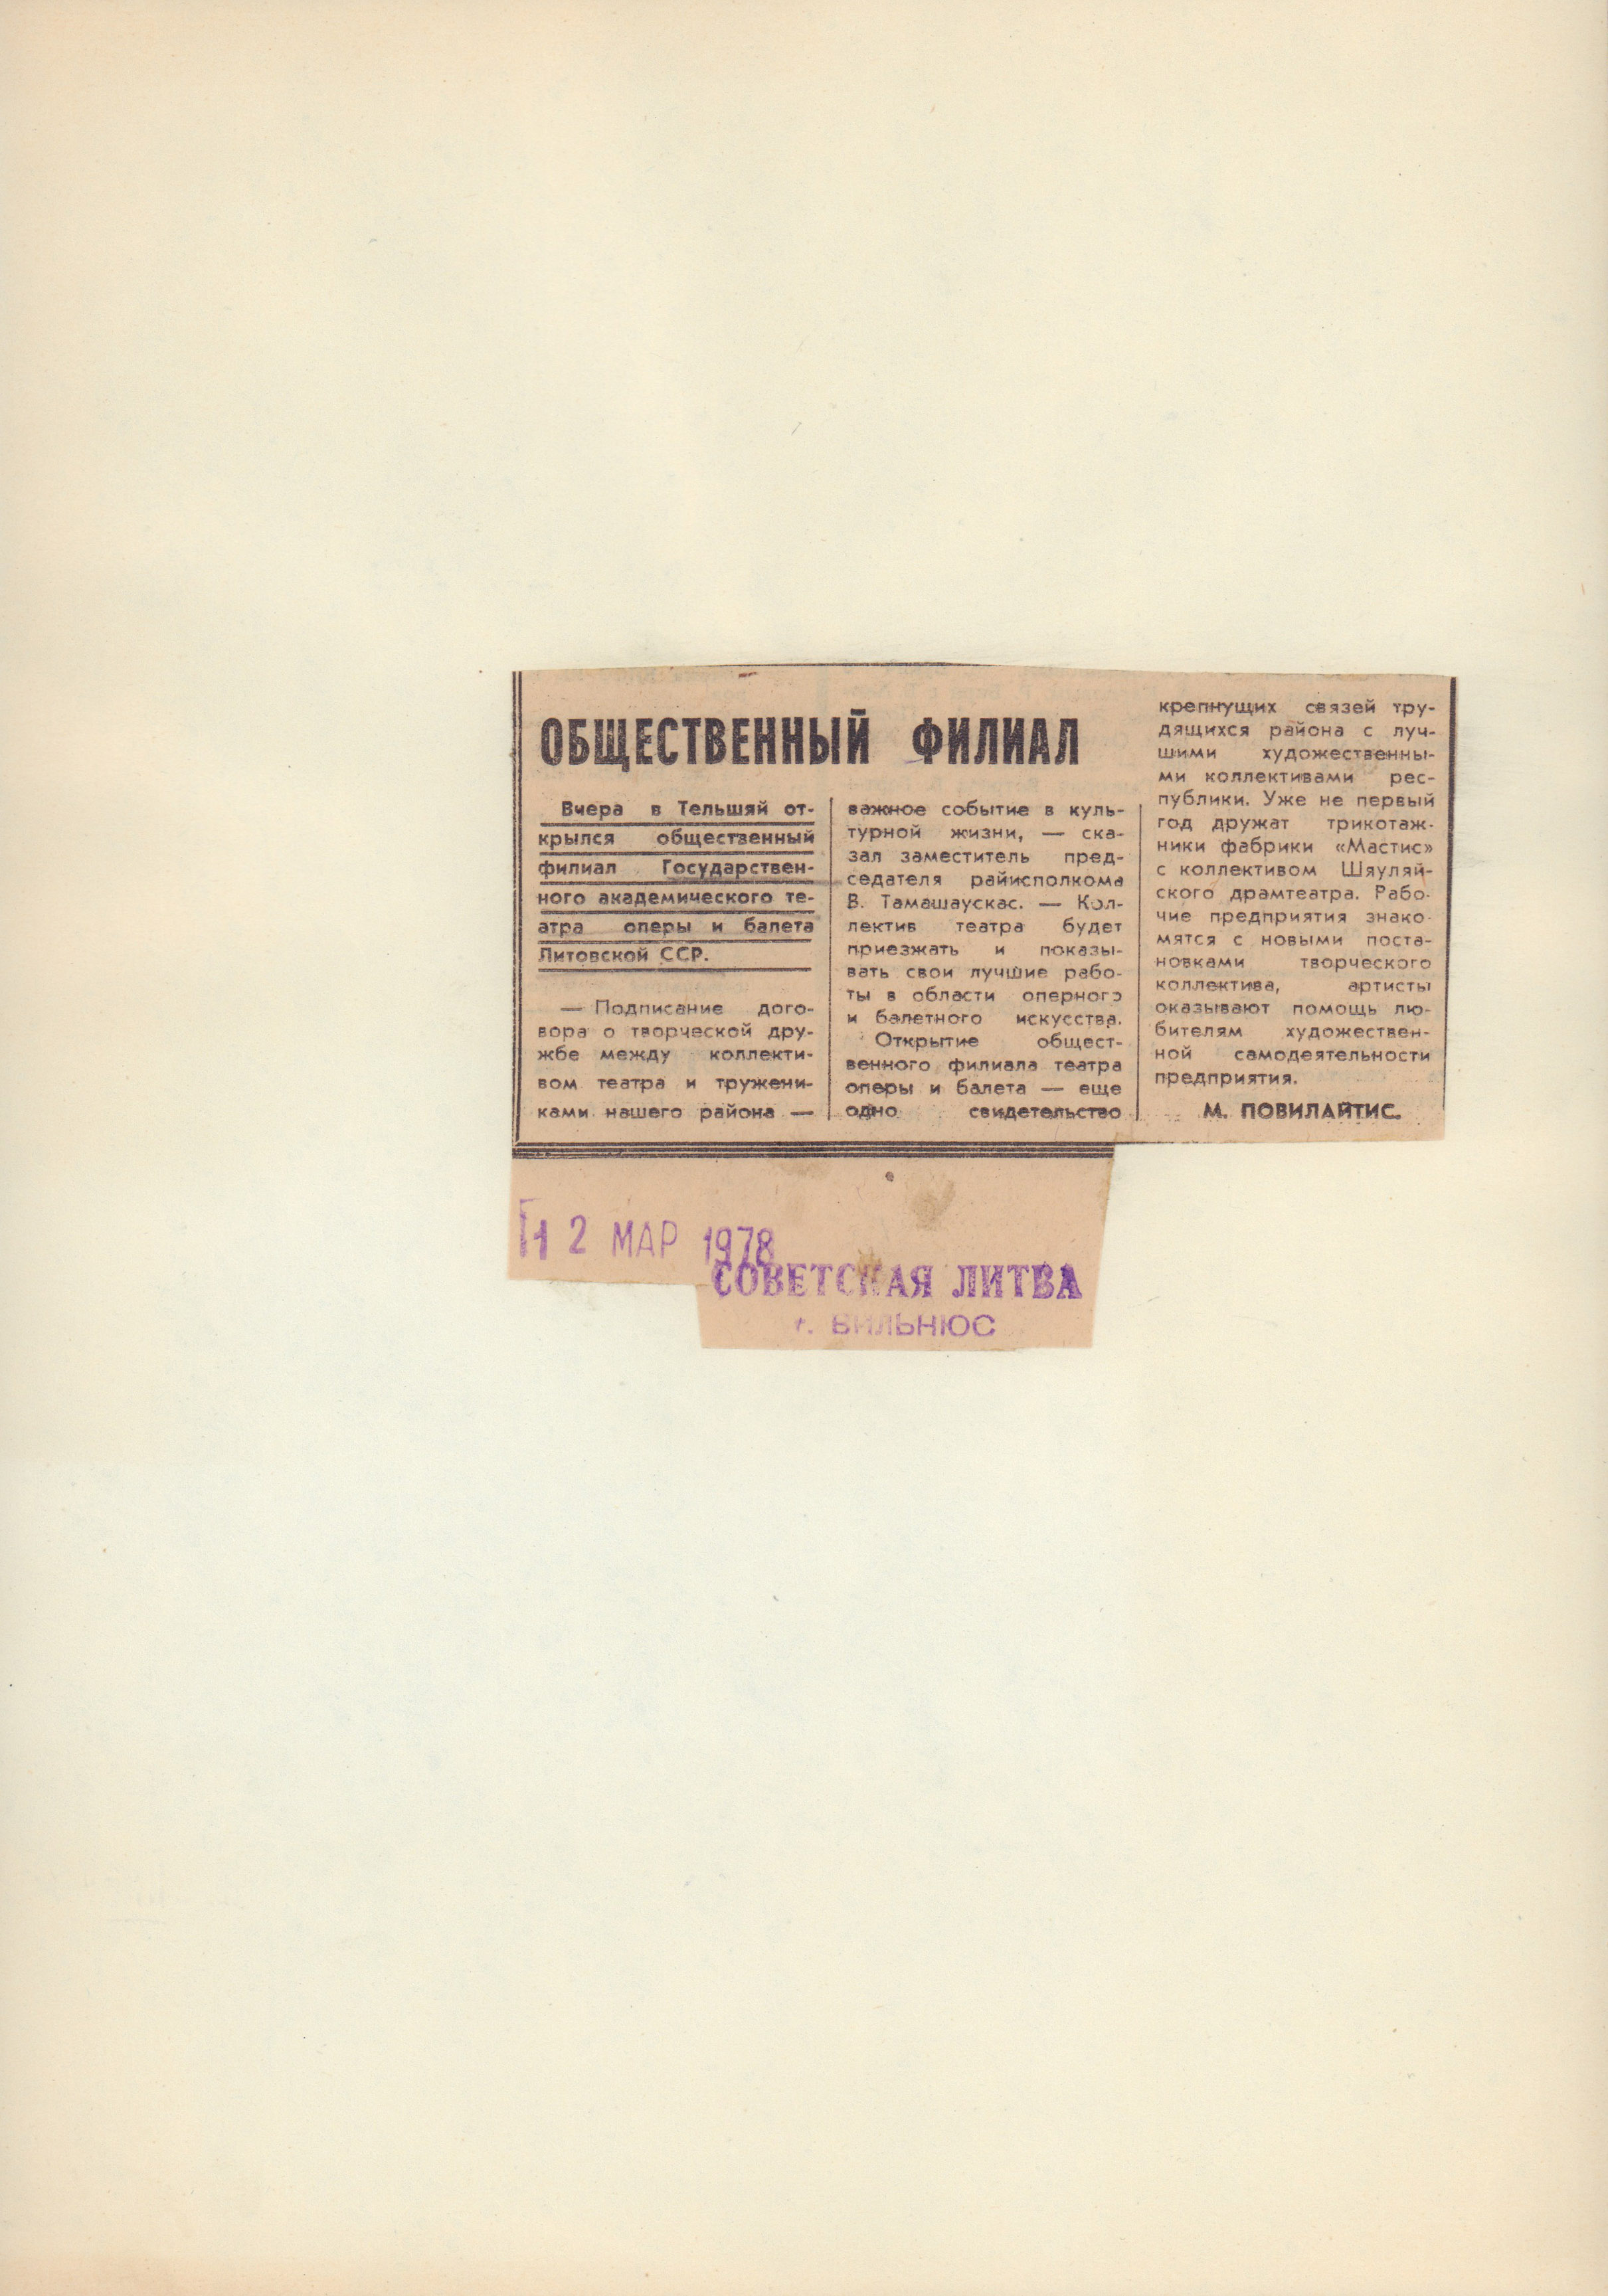 ОБЩЕСТВЕННЫЙ ФИЛИАЛ
Вчера в Тельшяй от-
крылся общественный
филиал Государствен-
ного академического те-
атра оперы и балета
Литовской ССР.
— Подписание дого-
вора о творческой дру-
жбе между коллекти-
вом театра и тружени-
ками нашего района —
важное событие в куль-
турной жизни, — ска-
зал заместитель пред-
седателя райисполкома
В. Тамашаускас. — Кол-
лектив театра будет
приезжать и показы-
вать свои лучшие рабо-
ты в области оперного
и балетного искусства.
Открытие общест-
венного филиала театра
оперы и балета — еще
одно свидетельство
крепнущих связей тру-
дящихся района с луч-
шими художественны-
ми коллективами рес-
публики. Уже не первый
год дружат трикотаж-
ники фабрики «Мастис»
с коллективом Шяуляй-
ского драмтеатра. Рабо-
чие предприятия знако-
мятся с новыми поста-
новками творческого
коллектива, артисты
оказывают помощь лю-
бителям художествен-
ной самодеятельности
предприятия.
М. ПОВИЛАЙТИС.
12 МАР 1978
СОВЕТСКАЯ ЛИТВА
г. ВИЛЬНЮС